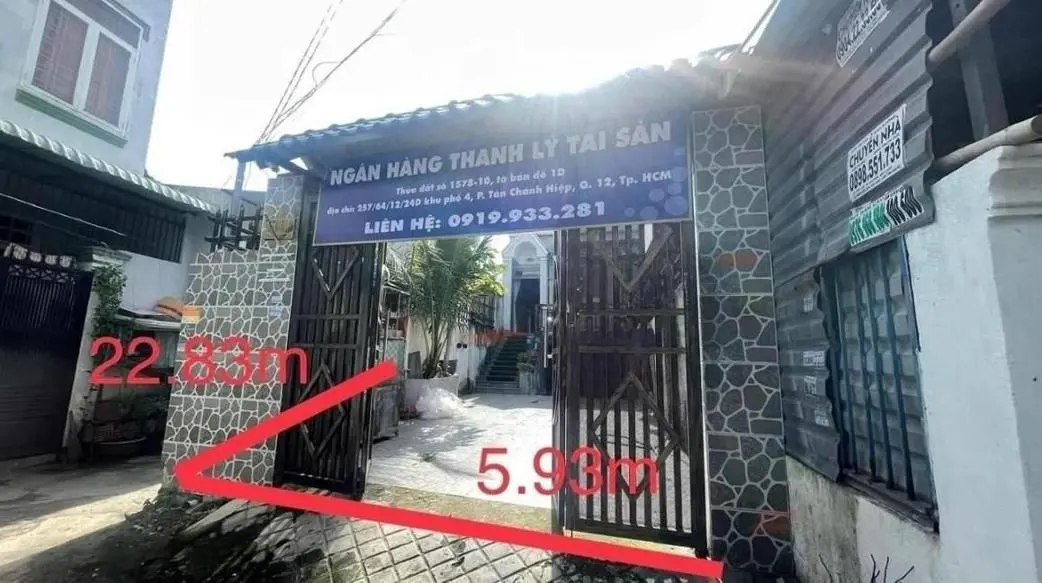 NGÂN HÀNG THANH LÝ TÀI SẢN
Thửa đất số 1578-10, tờ bản đồ 1D
địa chỉ: 257/64/12/24D khu phố 4, P. Tân Chánh Hiệp, Q. 12, Tp. HCM
LIÊN HỆ: 0919.933.281
CHUYỂN NHÀ
0898.551.733
22.83m
5.93m